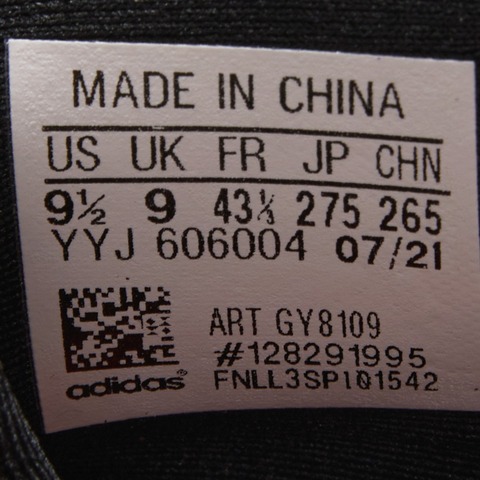 MADE IN CHINA
US UK FR JP CHN
9½ 9 43⅓ 275 265
YYJ 606004 07/21
ART GY8109
#128291995
adidas FNLL3SP101542